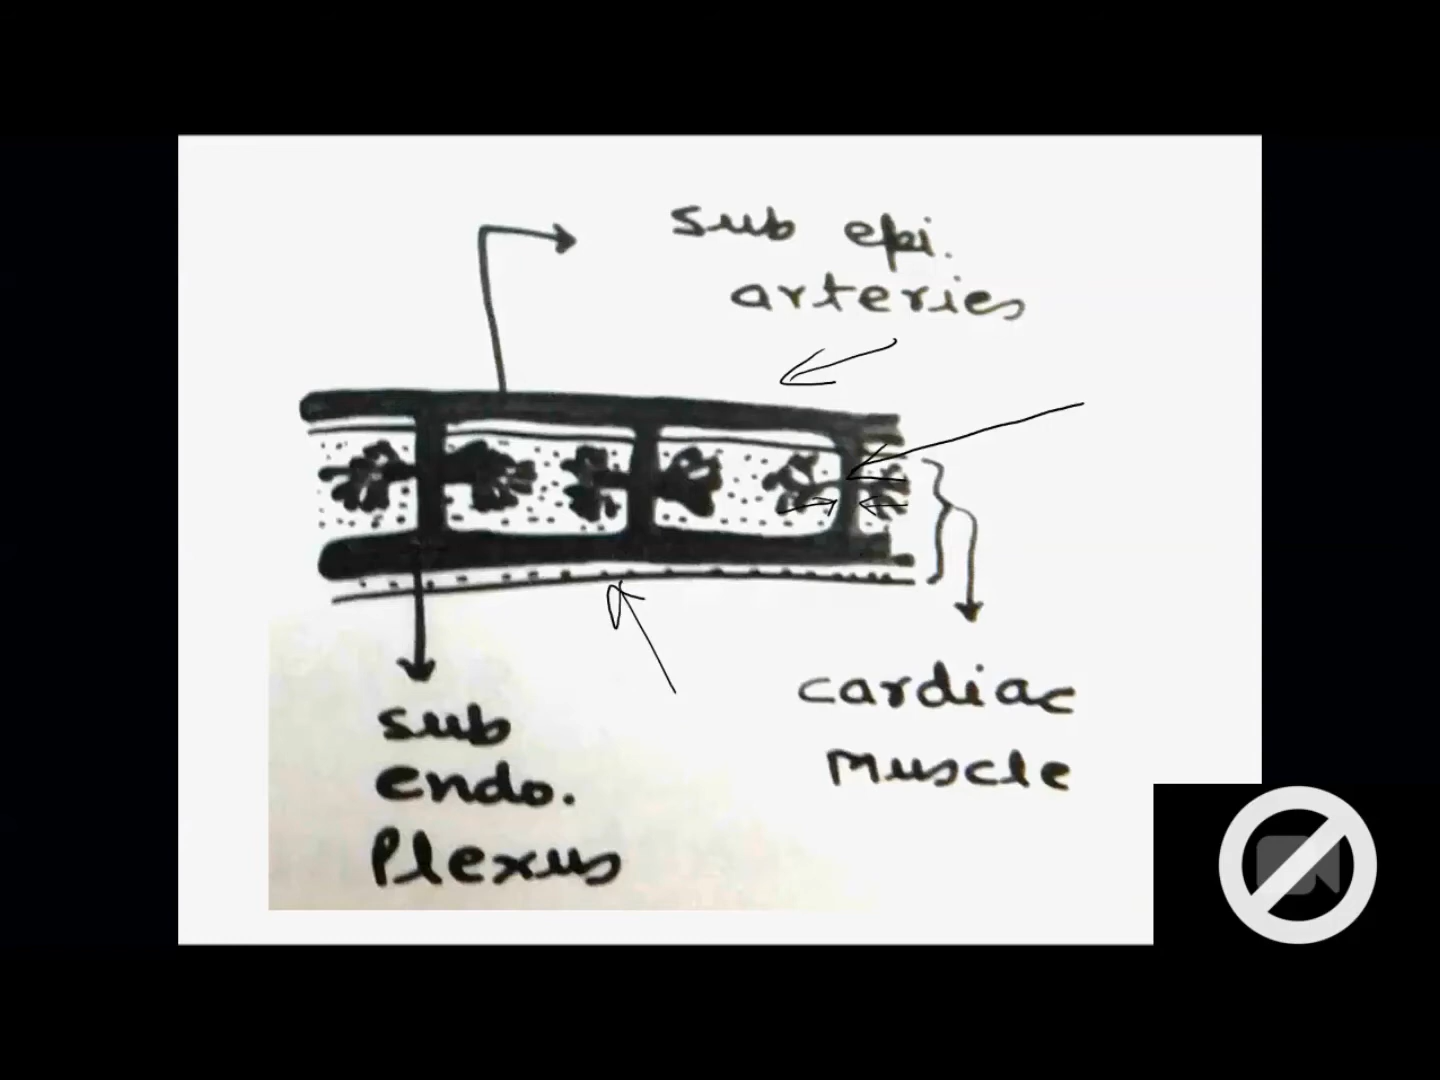 sub epi.
arteries
cardiac
Muscle
sub
endo.
Plexus